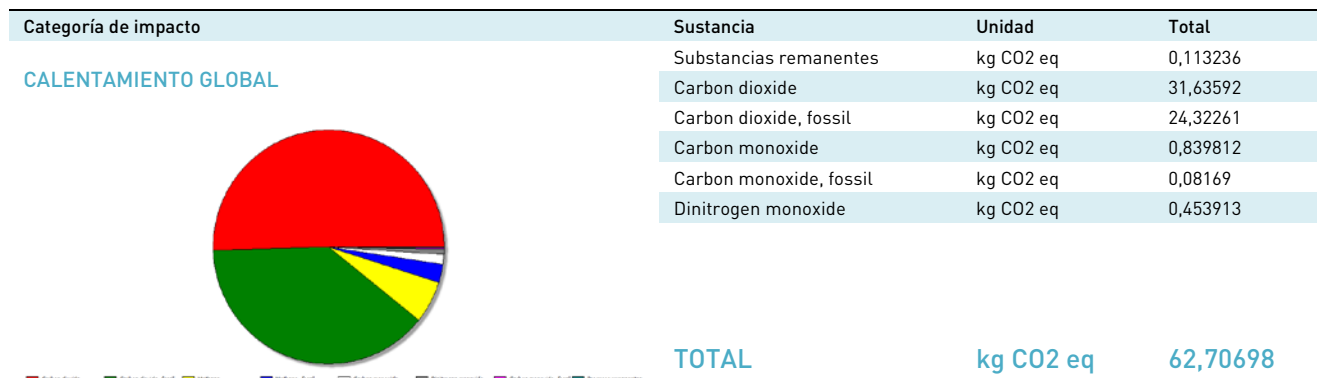 Categoría de impacto Sustancia Unidad Total
CALENTAMIENTO GLOBAL
Substancias remanentes kg CO2 eq 0,113236
Carbon dioxide kg CO2 eq 31,63592
Carbon dioxide, fossil kg CO2 eq 24,32261
Carbon monoxide kg CO2 eq 0,839812
Carbon monoxide, fossil kg CO2 eq 0,08169
Dinitrogen monoxide kg CO2 eq 0,453913
TOTAL kg CO2 eq 62,70698